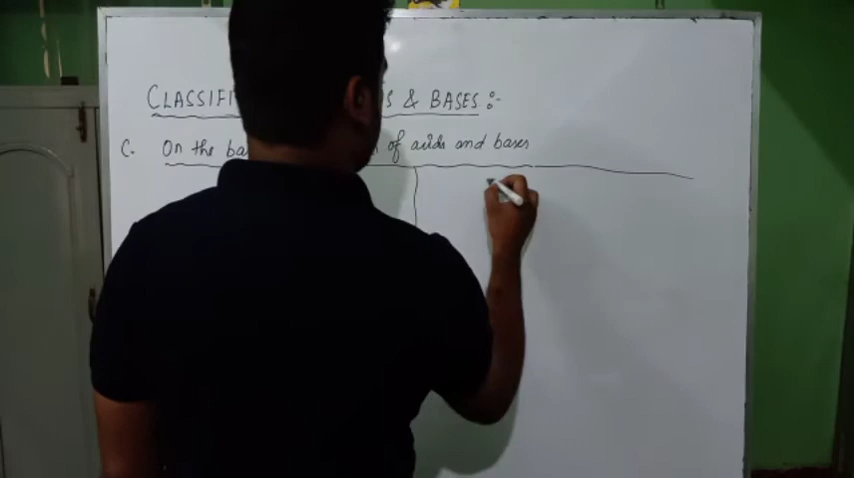 CLASSIFI S & BASES :-
C. On the ba of acids and bases